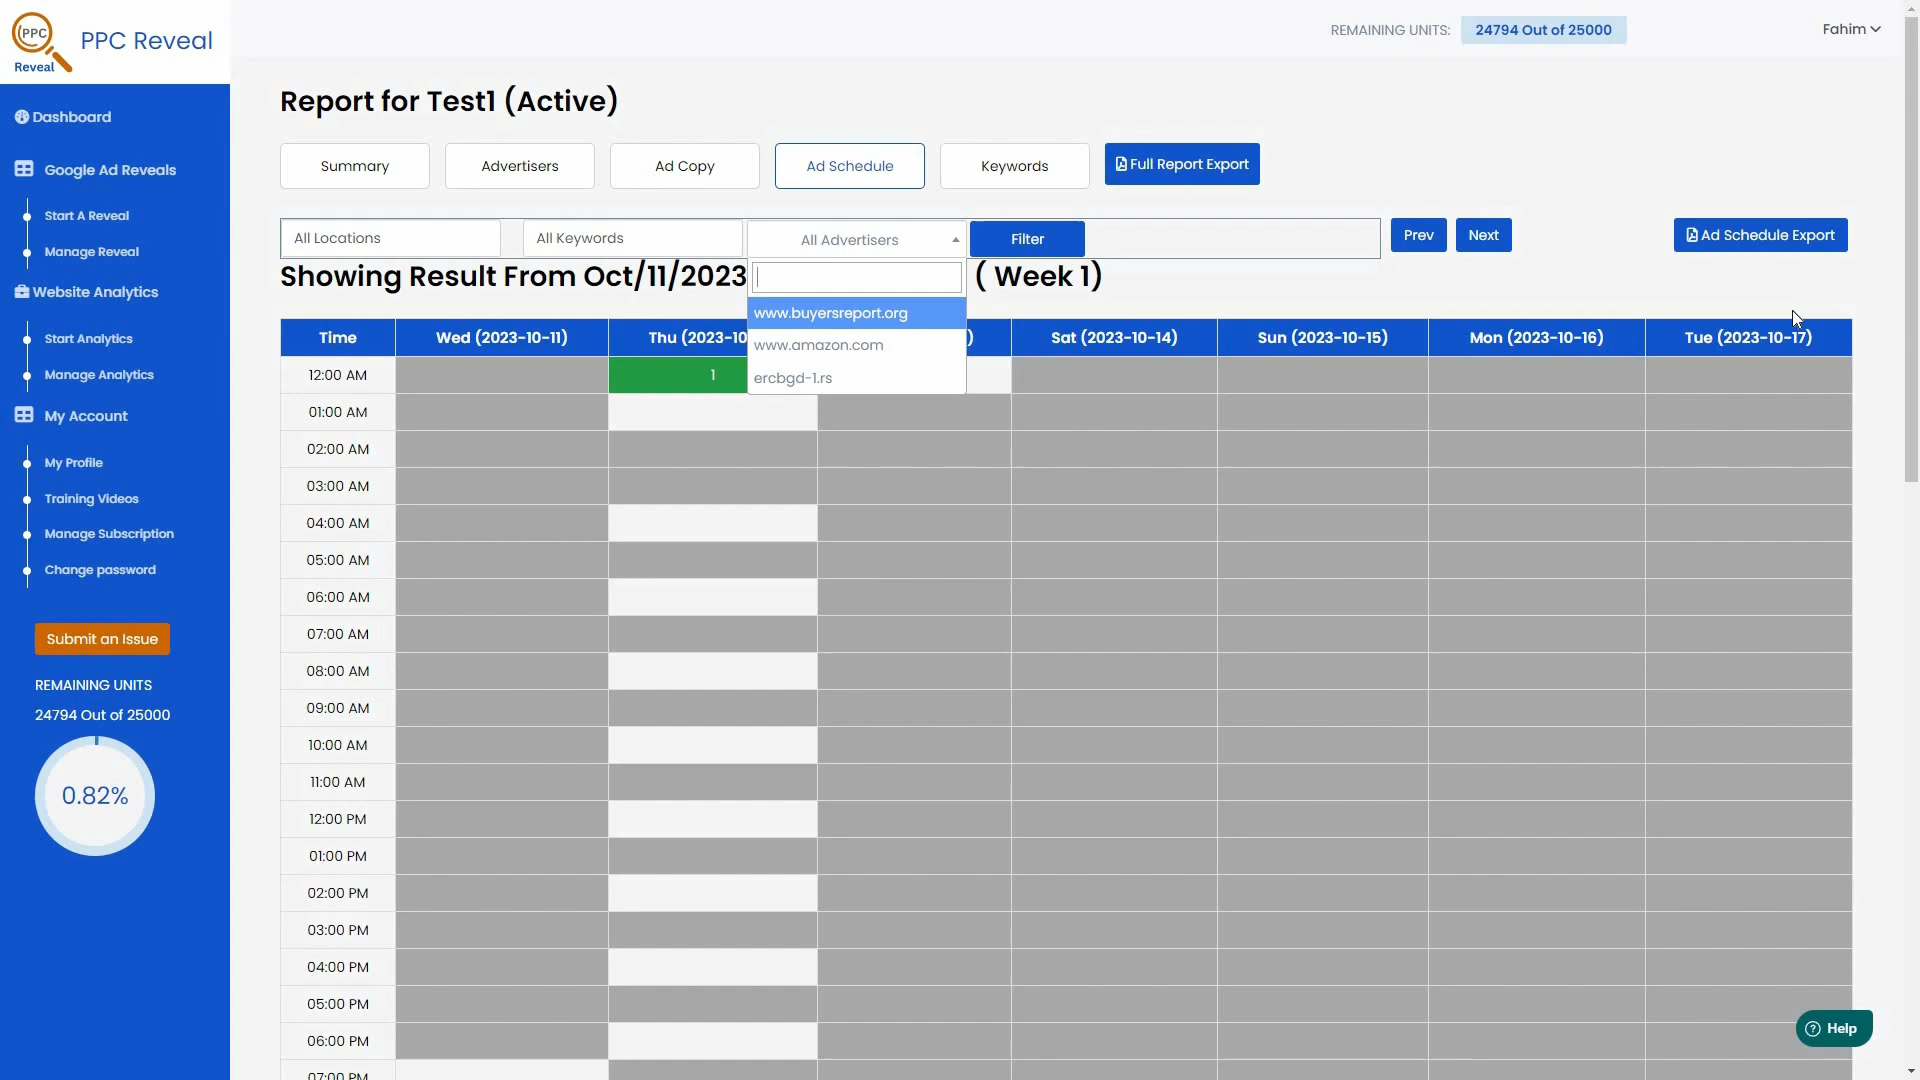 PPC
Reveal
PPC Reveal
REMAINING UNITS: 24794 Out of 25000
Fahim
Dashboard
Google Ad Reveals
Start A Reveal
Manage Reveal
Website Analytics
Start Analytics
Manage Analytics
My Account
My Profile
Training Videos
Manage Subscription
Change password
Submit an Issue
REMAINING UNITS
24794 Out of 25000
0.82%
Report for Test1 (Active)
Summary Advertisers Ad Copy Ad Schedule Keywords Full Report Export
All Locations All Keywords All Advertisers Filter Prev Next Ad Schedule Export
Showing Result From Oct/11/2023 ( Week 1)
www.buyersreport.org
www.amazon.com
ercbgd-1.rs
Time Wed (2023-10-11) Thu (2023-10 ) Sat (2023-10-14) Sun (2023-10-15) Mon (2023-10-16) Tue (2023-10-17)
12:00 AM 1
01:00 AM
02:00 AM
03:00 AM
04:00 AM
05:00 AM
06:00 AM
07:00 AM
08:00 AM
09:00 AM
10:00 AM
11:00 AM
12:00 PM
01:00 PM
02:00 PM
03:00 PM
04:00 PM
05:00 PM
06:00 PM
07:00 PM
Help